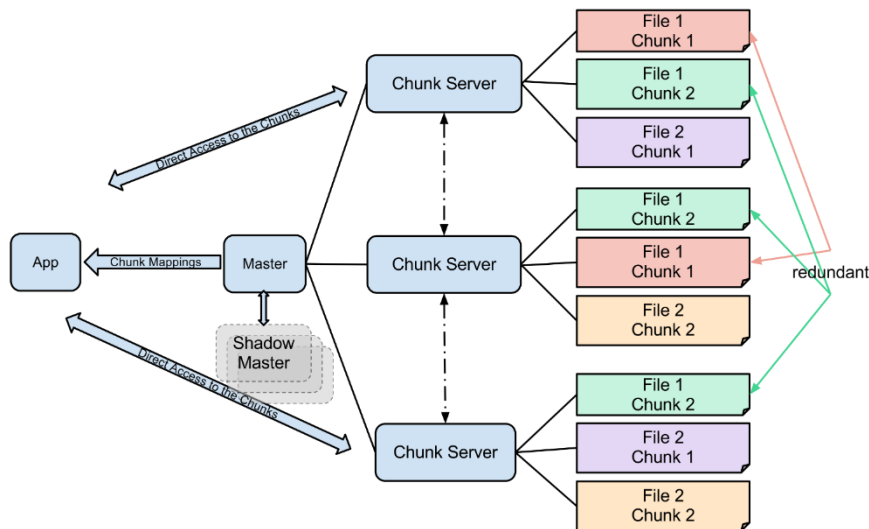 File 1
Chunk 1
File 1
Chunk 2
File 2
Chunk 1
Chunk Server
Direct Access to the Chunks
File 1
Chunk 2
File 1
Chunk 1
File 2
Chunk 2
Chunk Server
App
Chunk Mappings
Master
redundant
Shadow
Master
Direct Access to the Chunks
File 1
Chunk 2
File 2
Chunk 1
File 2
Chunk 2
Chunk Server